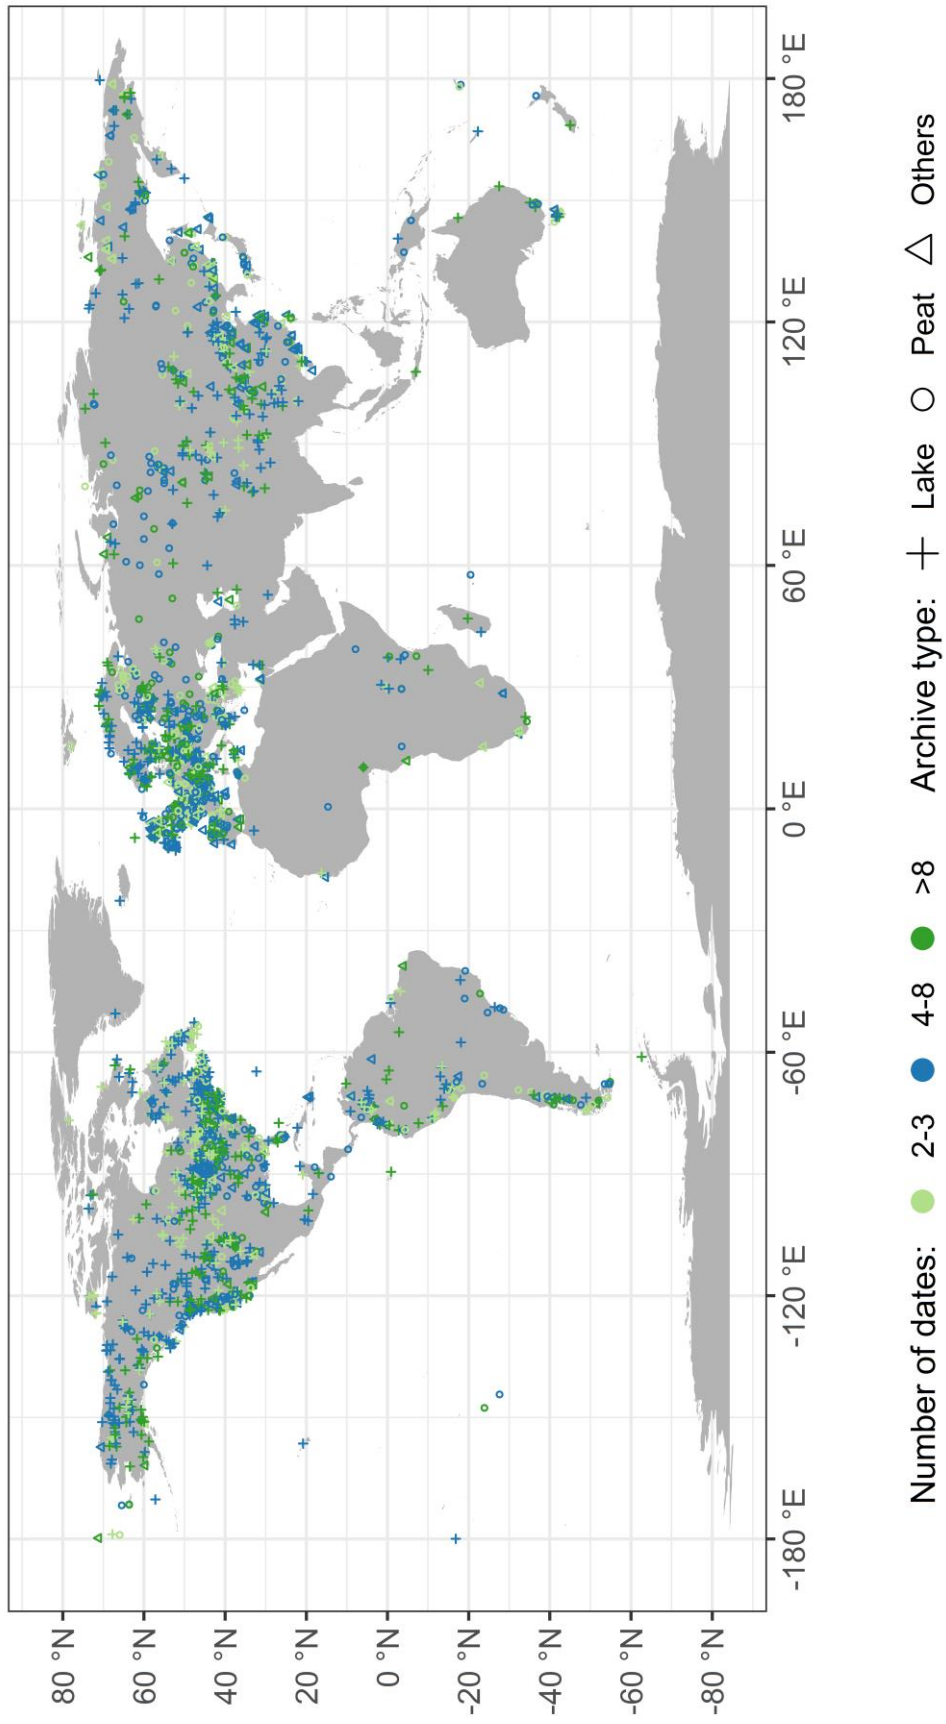 80 °N
60 °N
40 °N
20 °N
0 °N
-20 °N
-40 °N
-60 °N
-80 °N
-180 °E
-120 °E
-60 °E
0 °E
60 °E
120 °E
180 °E
Number of dates: 2-3 4-8 >8 Archive type: Lake Peat Others